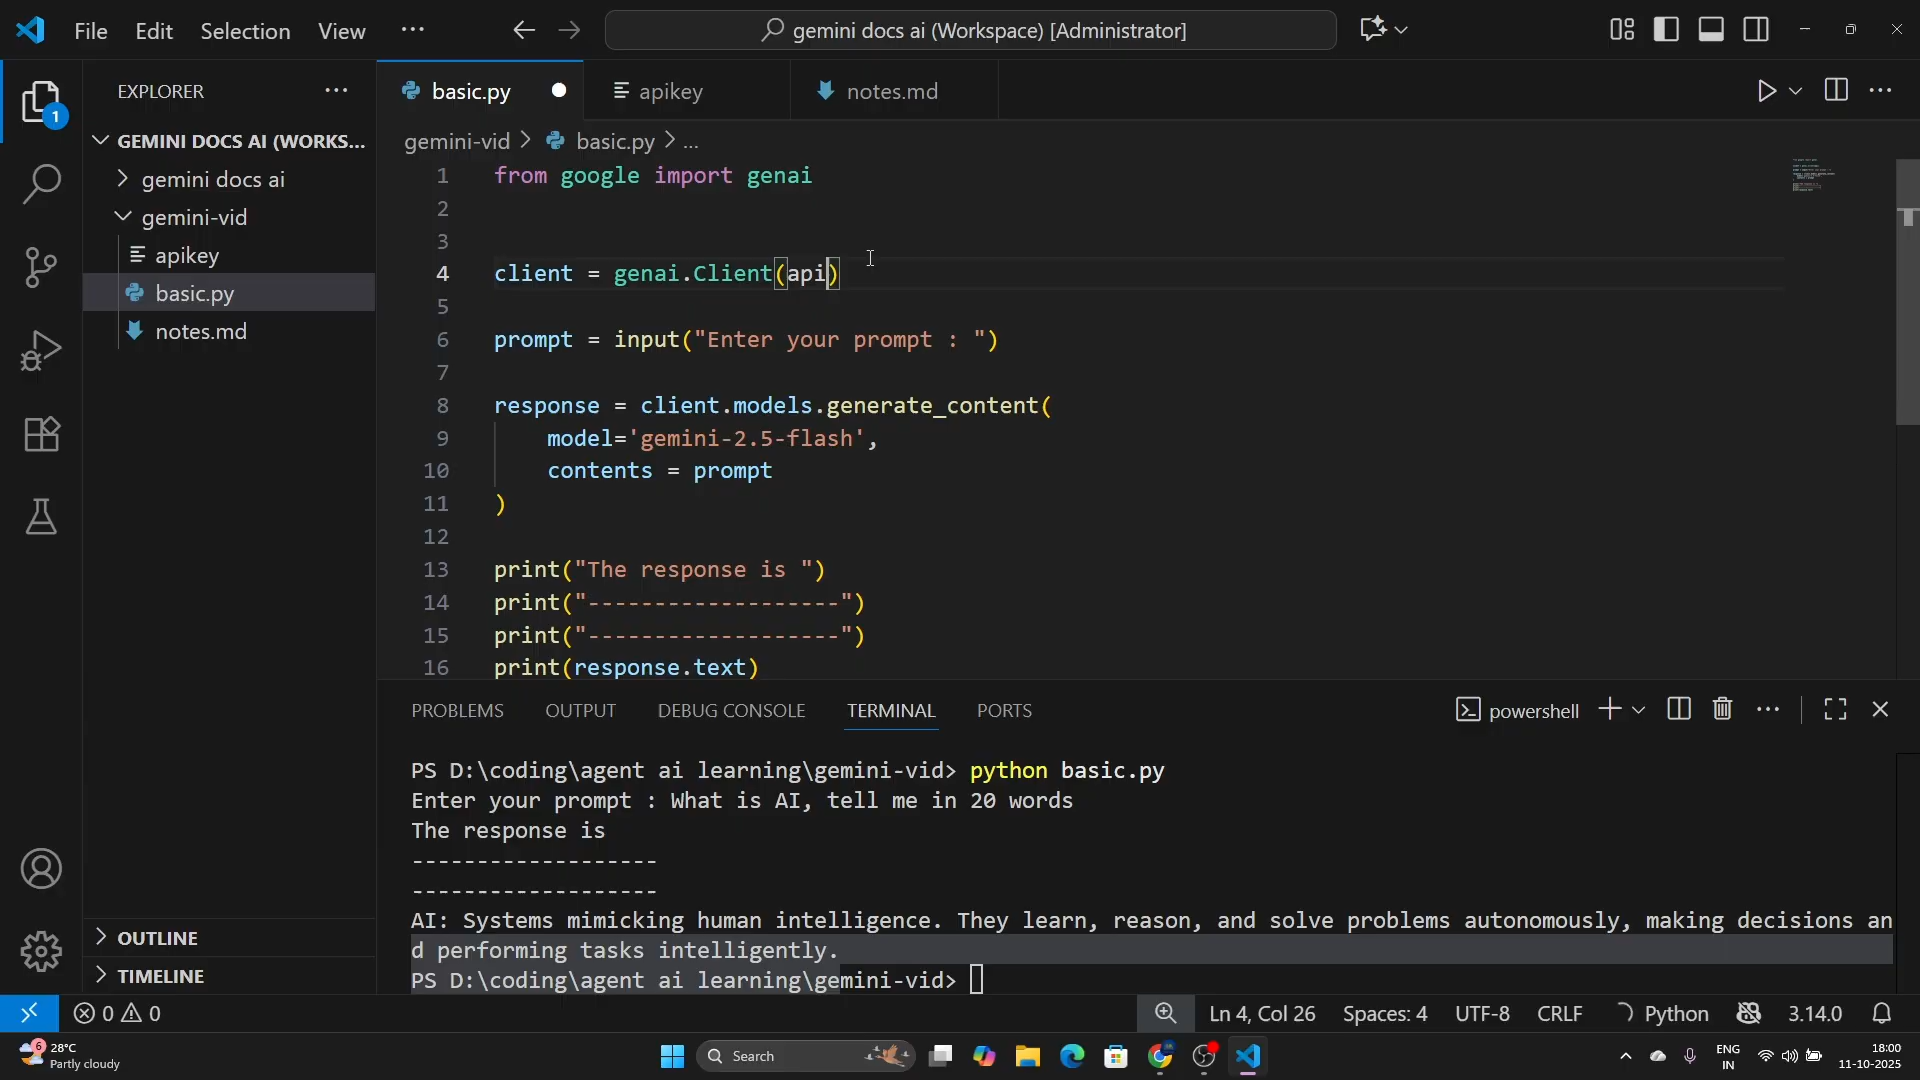 File Edit Selection View ...
gemini docs ai (Workspace) [Administrator]
1
EXPLORER
GEMINI DOCS AI (WORKS...
gemini docs ai
gemini-vid
apikey
basic.py
notes.md
OUTLINE
TIMELINE
basic.py apikey notes.md
gemini-vid > basic.py > ...
1 from google import genai
2
3
4 client = genai.Client(api)
5
6 prompt = input("Enter your prompt : ")
7
8 response = client.models.generate_content(
9 model='gemini-2.5-flash',
10 contents = prompt
11 )
12
13 print("The response is ")
14 print("-------------------")
15 print("-------------------")
16 print(response.text)
PROBLEMS OUTPUT DEBUG CONSOLE TERMINAL PORTS
powershell
PS D:\coding\agent ai learning\gemini-vid> python basic.py
Enter your prompt : What is AI, tell me in 20 words
The response is
-------------------
-------------------
AI: Systems mimicking human intelligence. They learn, reason, and solve problems autonomously, making decisions an
d performing tasks intelligently.
PS D:\coding\agent ai learning\gemini-vid>
0 0 Ln 4, Col 26 Spaces: 4 UTF-8 CRLF Python 3.14.0
6
28°C
Partly cloudy
Search
ENG
IN
18:00
11-10-2025